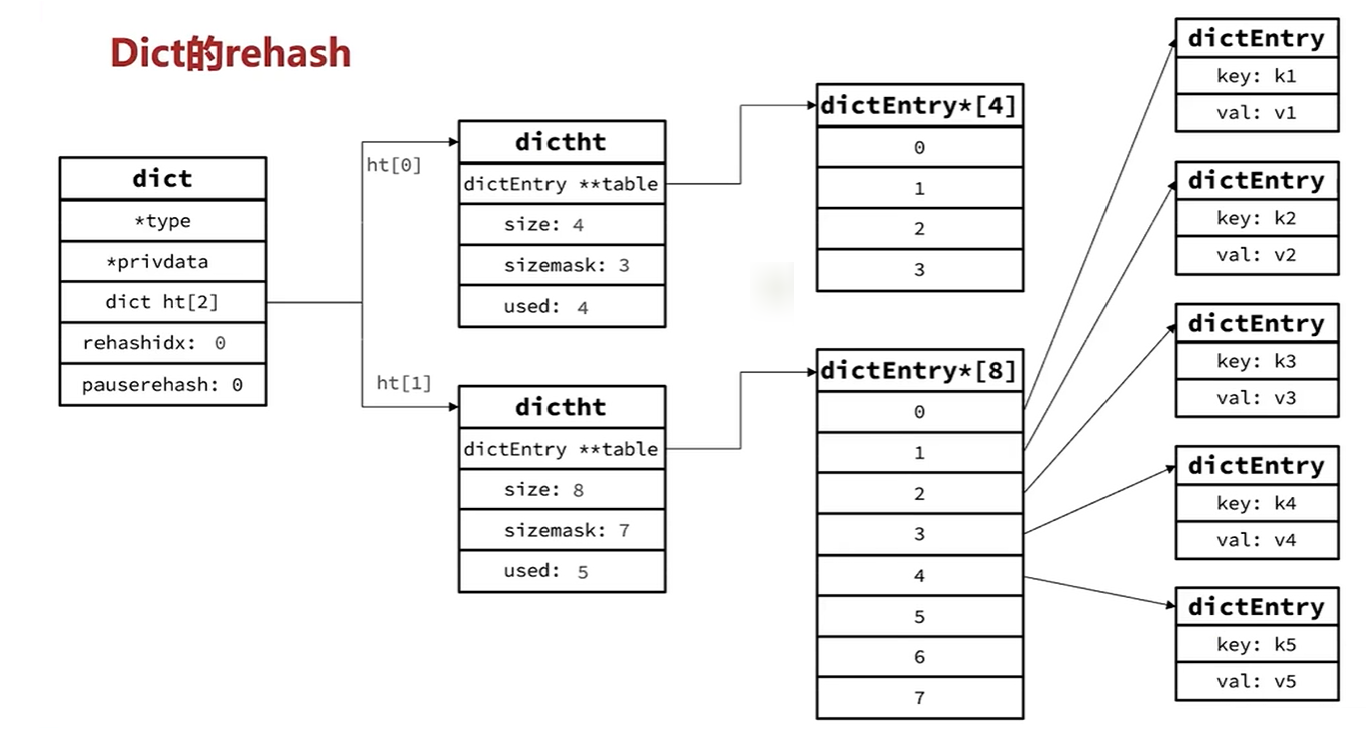 Dict的rehash
dict
*type
*privdata
dict ht[2]
rehashidx: 0
pauserehash: 0
ht[0]
dictht
dictEntry **table
size: 4
sizemask: 3
used: 4
ht[1]
dictht
dictEntry **table
size: 8
sizemask: 7
used: 5
dictEntry*[4]
0
1
2
3
dictEntry*[8]
0
1
2
3
4
5
6
7
dictEntry
key: k1
val: v1
dictEntry
key: k2
val: v2
dictEntry
key: k3
val: v3
dictEntry
key: k4
val: v4
dictEntry
key: k5
val: v5